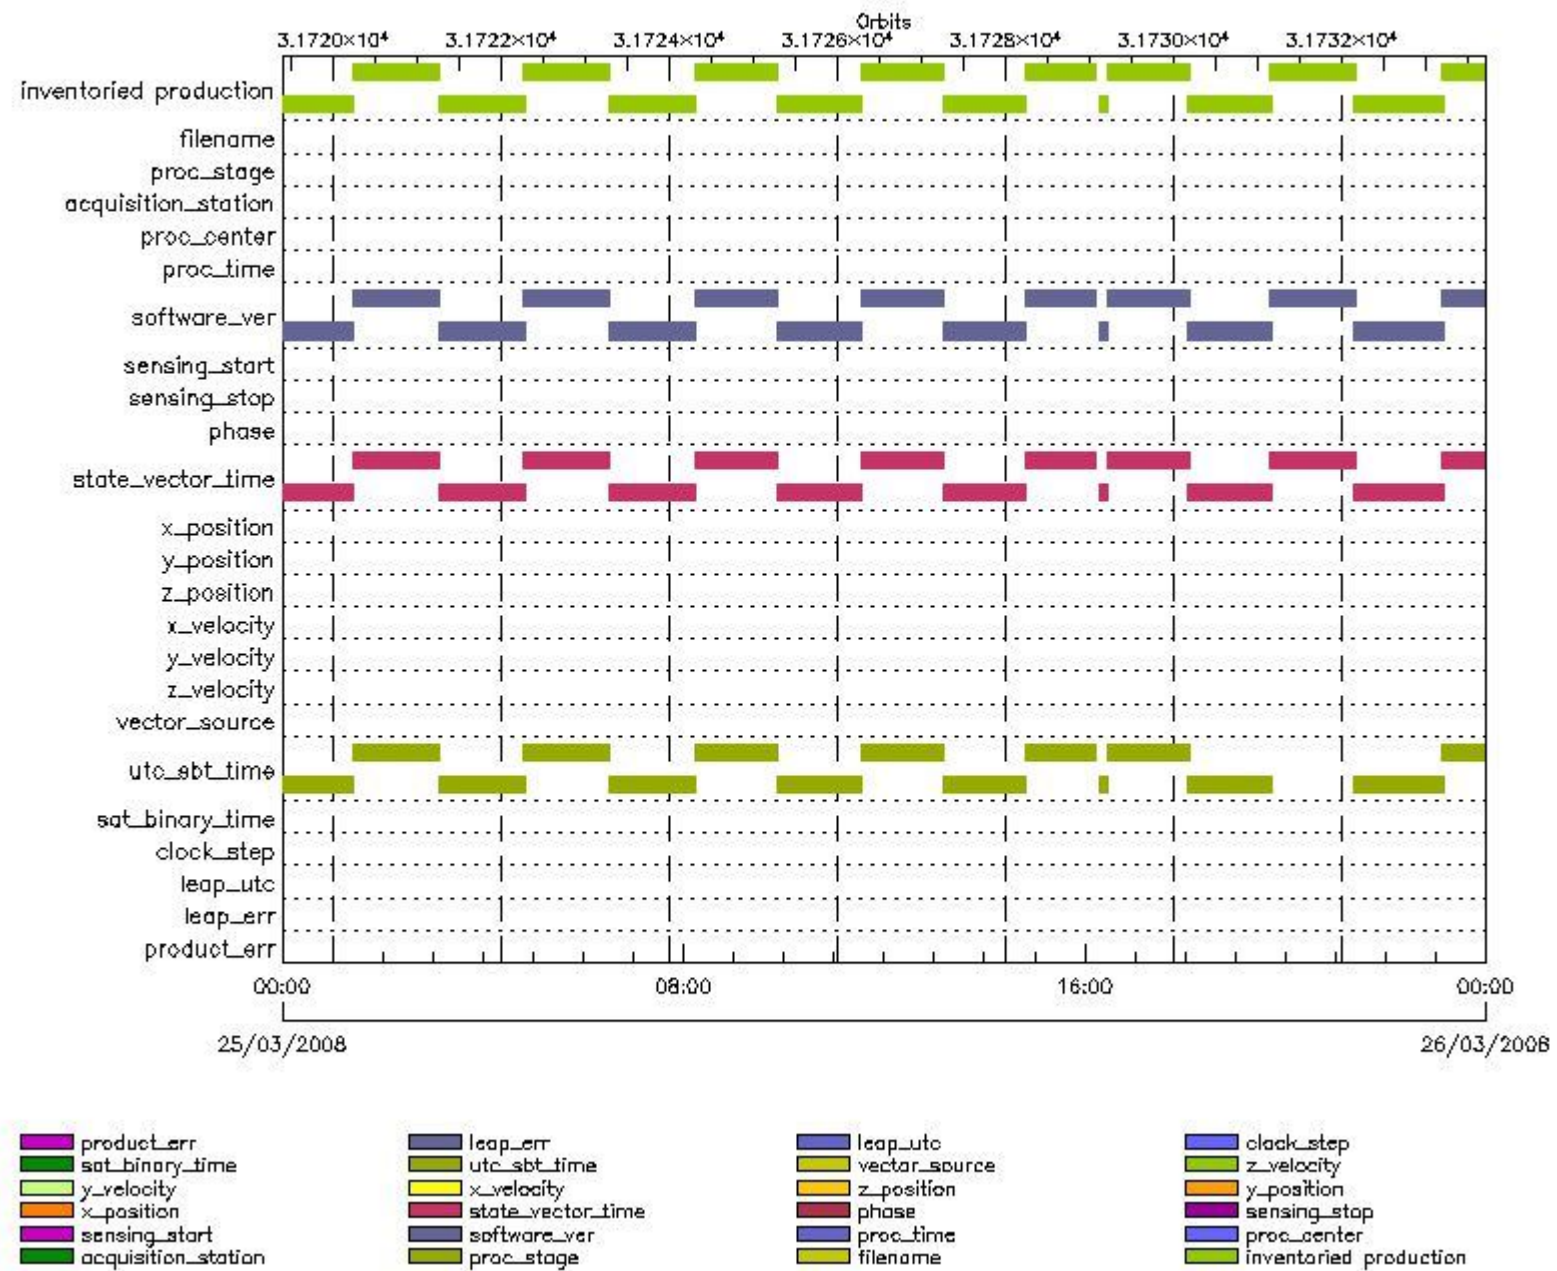 Orbits
3.1720×10⁴ 3.1722×10⁴ 3.1724×10⁴ 3.1726×10⁴ 3.1728×10⁴ 3.1730×10⁴ 3.1732×10⁴
inventoried production
filename
proc_stage
acquisition_station
proc_center
proc_time
software_ver
sensing_start
sensing_stop
phase
state_vector_time
x_position
y_position
z_position
x_velocity
y_velocity
z_velocity
vector_source
utc_sbt_time
sat_binary_time
clock_step
leap_utc
leap_err
product_err
00:00 08:00 16:00 00:00
25/03/2008 26/03/2008
product_err leap_err leap_utc clock_step
sat_binary_time utc_sbt_time vector_source z_velocity
y_velocity x_velocity z_position y_position
x_position state_vector_time phase sensing_stop
sensing_start software_ver proc_time proc_center
acquisition_station proc_stage filename inventoried production